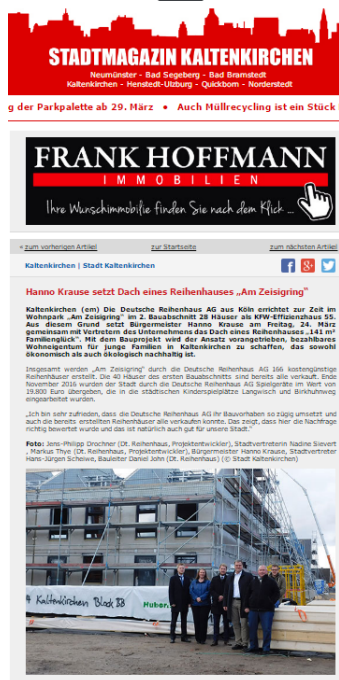 STADTMAGAZIN KALTENKIRCHEN
Neumünster - Bad Segeberg - Bad Bramstedt
Kaltenkirchen - Henstedt-Ulzburg - Quickborn - Norderstedt
g der Parkpalette ab 29. März • Auch Müllrecycling ist ein Stück
FRANK HOFFMANN
IMMOBILIEN
Ihre Wunschimmobilie finden Sie nach dem Klick ...
« zum vorherigen Artikel zur Startseite zum nächsten Artikel
Kaltenkirchen | Stadt Kaltenkirchen
Hanno Krause setzt Dach eines Reihenhauses „Am Zeisigring"
Kaltenkirchen (em) Die Deutsche Reihenhaus AG aus Köln errichtet zur Zeit im
Wohnpark „Am Zeisigring" im 2. Bauabschnitt 28 Häuser als KFW-Effizienzhaus 55.
Aus diesem Grund setzt Bürgermeister Hanno Krause am Freitag, 24. März
gemeinsam mit Vertretern des Unternehmens das Dach eines Reihenhauses „141 m²
Familienglück". Mit dem Bauprojekt wird der Ansatz vorangetrieben, bezahlbares
Wohneigentum für junge Familien in Kaltenkirchen zu schaffen, das sowohl
ökonomisch als auch ökologisch nachhaltig ist.
Insgesamt werden „Am Zeisigring" durch die Deutsche Reihenhaus AG 166 kostengünstige
Reihenhäuser erstellt. Die 40 Häuser des ersten Bauabschnitts sind bereits alle verkauft. Ende
November 2016 wurden der Stadt durch die Deutsche Reihenhaus AG Spielgeräte im Wert von
19.800 Euro übergeben, die in die städtischen Kinderspielplätze Langwisch und Birkhuhnweg
eingearbeitet wurden.
„Ich bin sehr zufrieden, dass die Deutsche Reihenhaus AG ihr Bauvorhaben so zügig umsetzt und
auch die bereits erstellten Reihenhäuser alle verkaufen konnte. Das zeigt, dass hier die Nachfrage
richtig bewertet wurde und das ist natürlich auch gut für unsere Stadt."
Foto: Jens-Philipp Drochner (Dt. Reihenhaus, Projektentwickler), Stadtvertreterin Nadine Sievert
, Markus Thye (Dt. Reihenhaus, Projektentwickler), Bürgermeister Hanno Krause, Stadtvertreter
Hans-Jürgen Scheiwe, Bauleiter Daniel John (Dt. Reihenhaus) (© Stadt Kaltenkirchen)
Kaltenkirchen Block B8